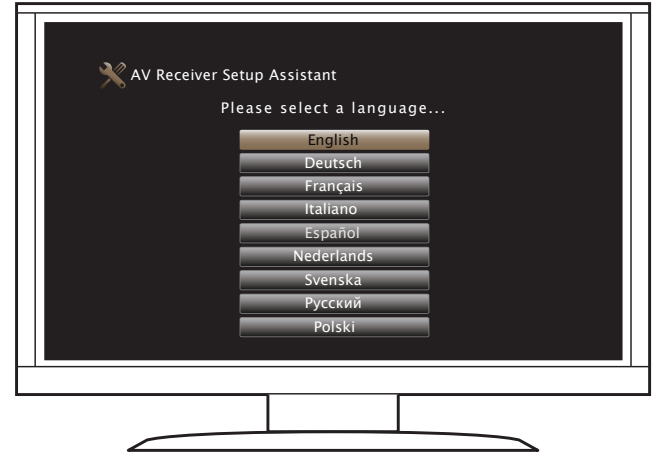 AV Receiver Setup Assistant
Please select a language...
English
Deutsch
Français
Italiano
Español
Nederlands
Svenska
Русский
Polski